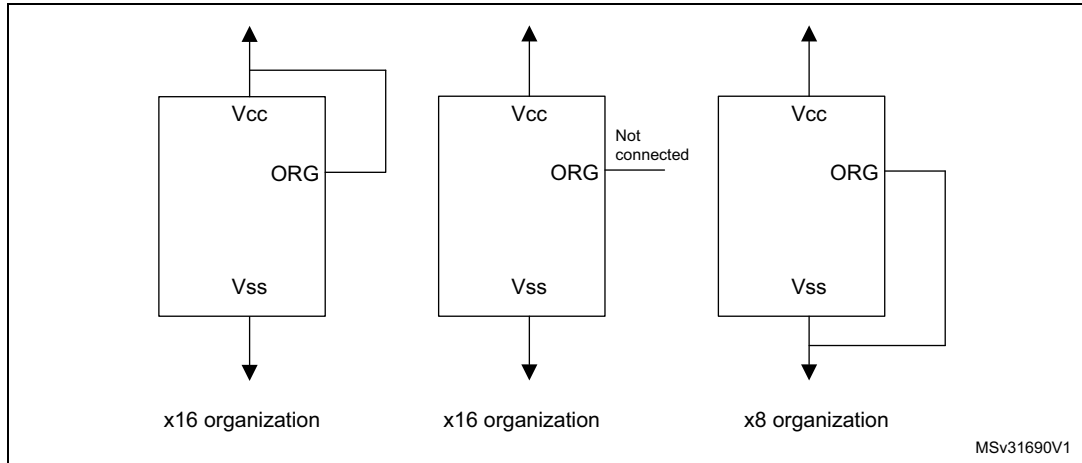 Vcc
ORG
Vss
x16 organization
Vcc
Not
connected
ORG
Vss
x16 organization
Vcc
ORG
Vss
x8 organization
MSv31690V1